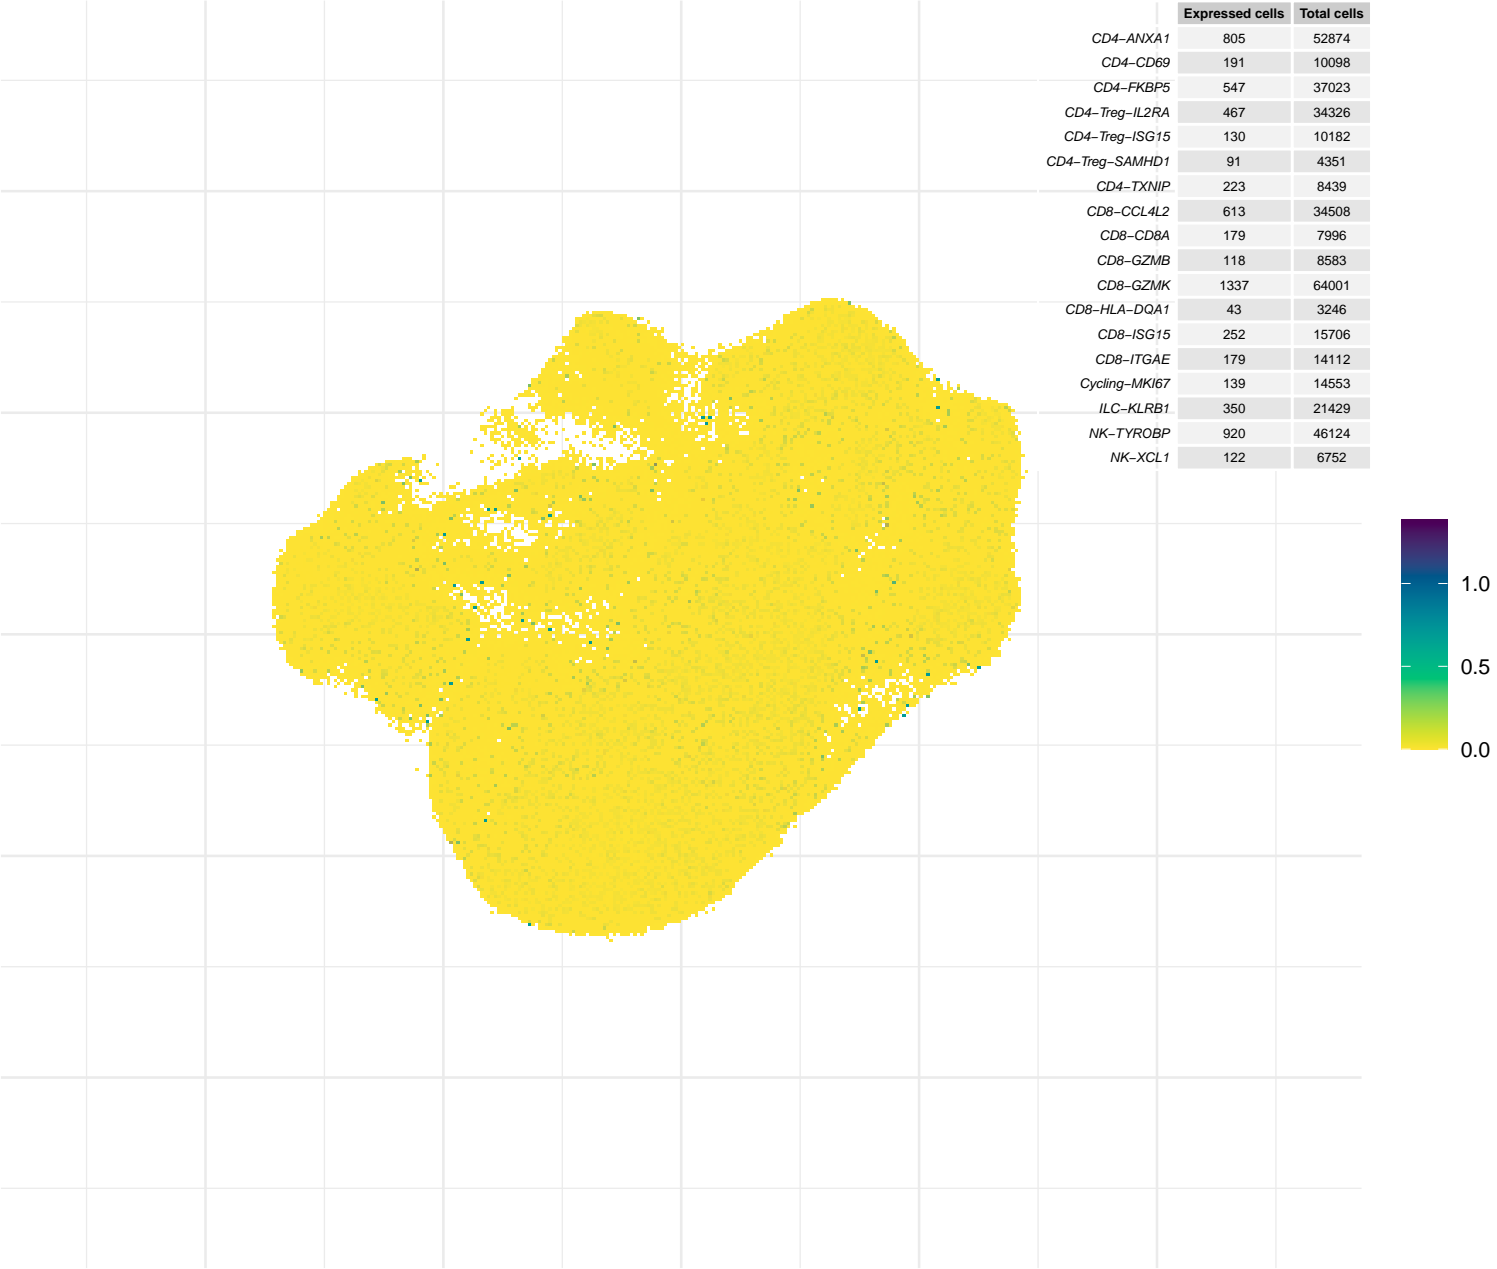 Expressed cells Total cells
CD4−ANXA1 805 52874
CD4−CD69 191 10098
CD4−FKBP5 547 37023
CD4−Treg−IL2RA 467 34326
CD4−Treg−ISG15 130 10182
CD4−Treg−SAMHD1 91 4351
CD4−TXNIP 223 8439
CD8−CCL4L2 613 34508
CD8−CD8A 179 7996
CD8−GZMB 118 8583
CD8−GZMK 1337 64001
CD8−HLA−DQA1 43 3246
CD8−ISG15 252 15706
CD8−ITGAE 179 14112
Cycling−MKI67 139 14553
ILC−KLRB1 350 21429
NK−TYROBP 920 46124
NK−XCL1 122 6752
1.0
0.5
0.0